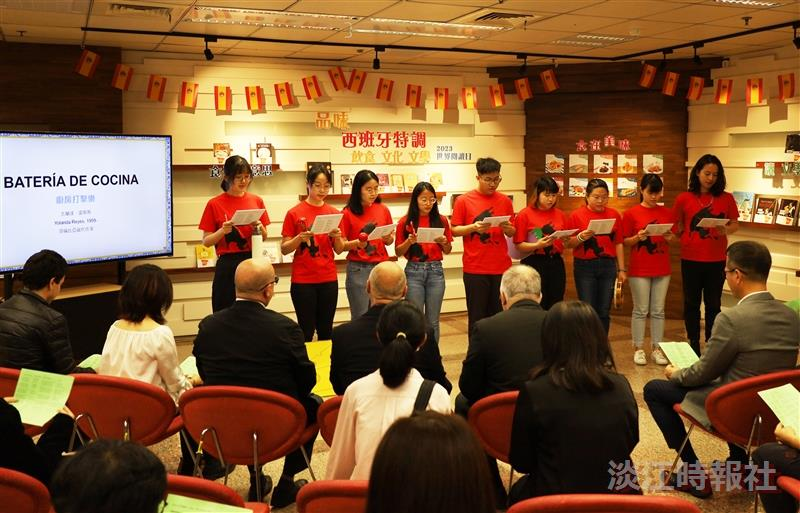 BATERÍA DE COCINA
廚房打擊樂
Yolanda Reyes, 1959
品味
西班牙特調
飲食 文化 文學
2023
世界閱讀日
食在美味
淡江時報社